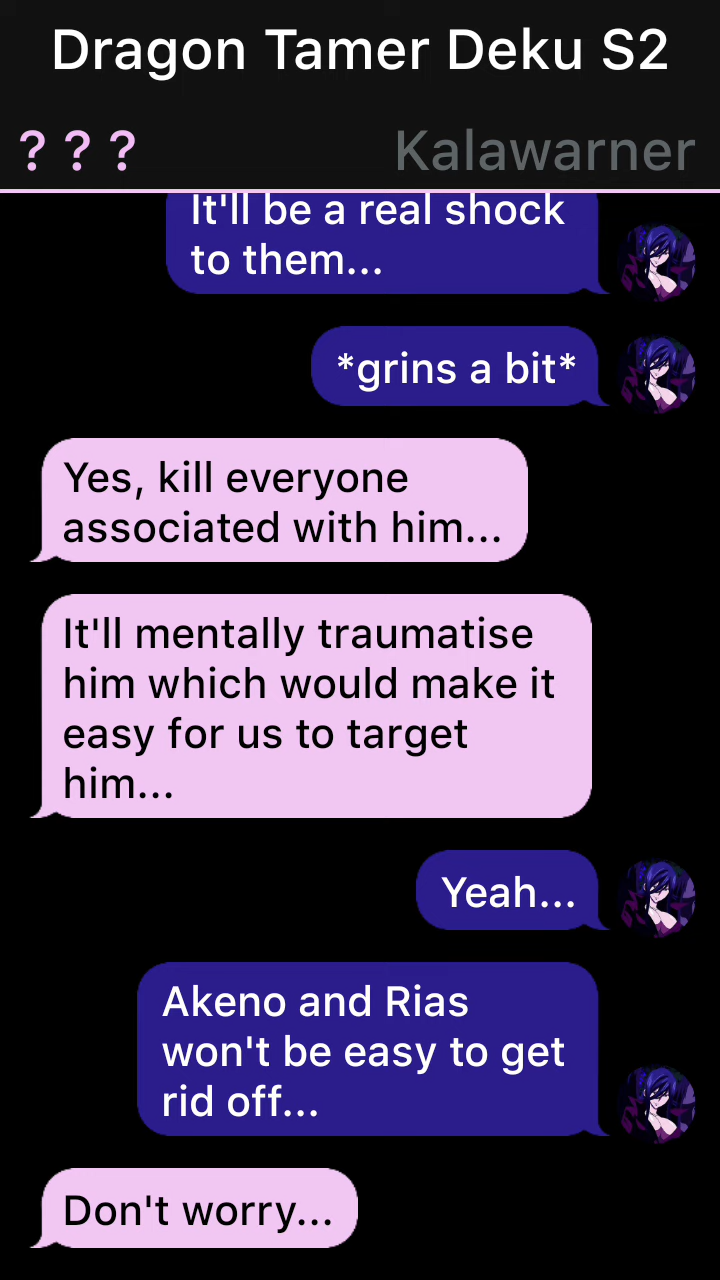 Dragon Tamer Deku S2
? ? ?
Kalawarner
It'll be a real shock
to them...
*grins a bit*
Yes, kill everyone
associated with him...
It'll mentally traumatise
him which would make it
easy for us to target
him...
Yeah...
Akeno and Rias
won't be easy to get
rid off...
Don't worry...